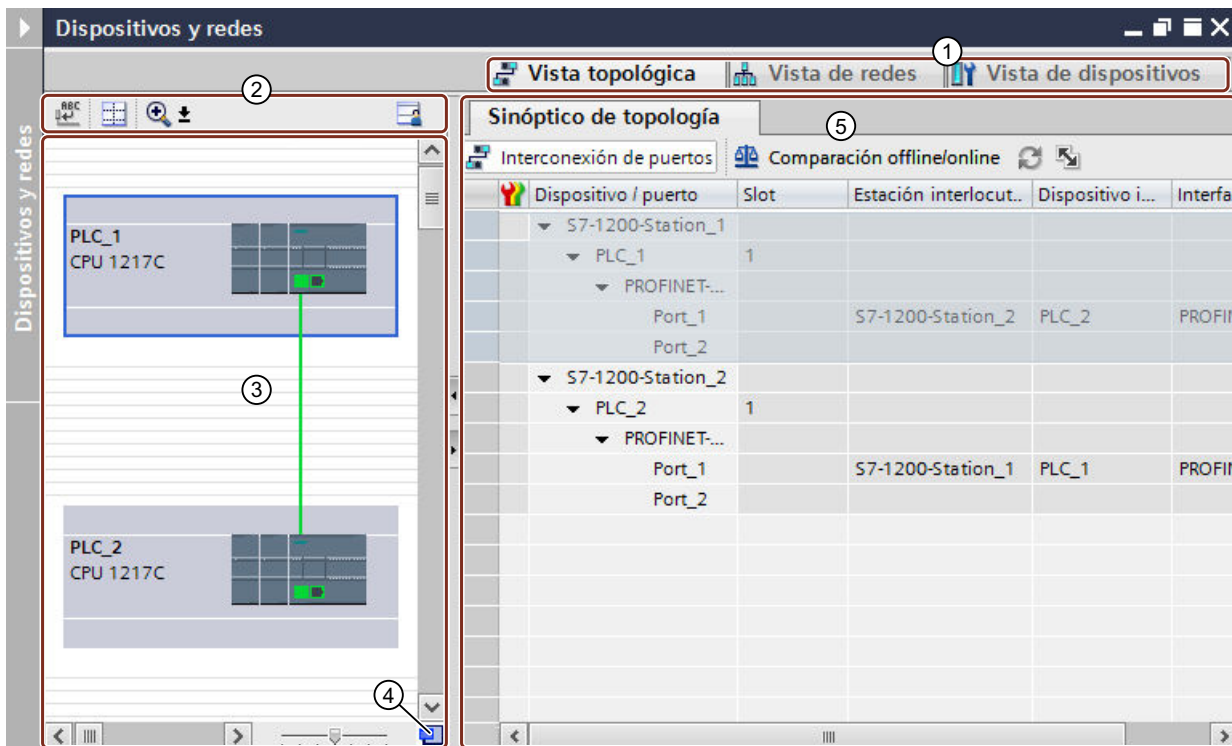 Dispositivos y redes
Dispositivos y redes
1
Vista topológica Vista de redes Vista de dispositivos
2
ABC
PLC_1
CPU 1217C
3
PLC_2
CPU 1217C
4
Sinóptico de topología
5
Interconexión de puertos Comparación offline/online
Dispositivo / puerto Slot Estación interlocut.. Dispositivo i... Interfa
S7-1200-Station_1
PLC_1 1
PROFINET-...
Port_1 S7-1200-Station_2 PLC_2 PROFIN
Port_2
S7-1200-Station_2
PLC_2 1
PROFINET-...
Port_1 S7-1200-Station_1 PLC_1 PROFIN
Port_2